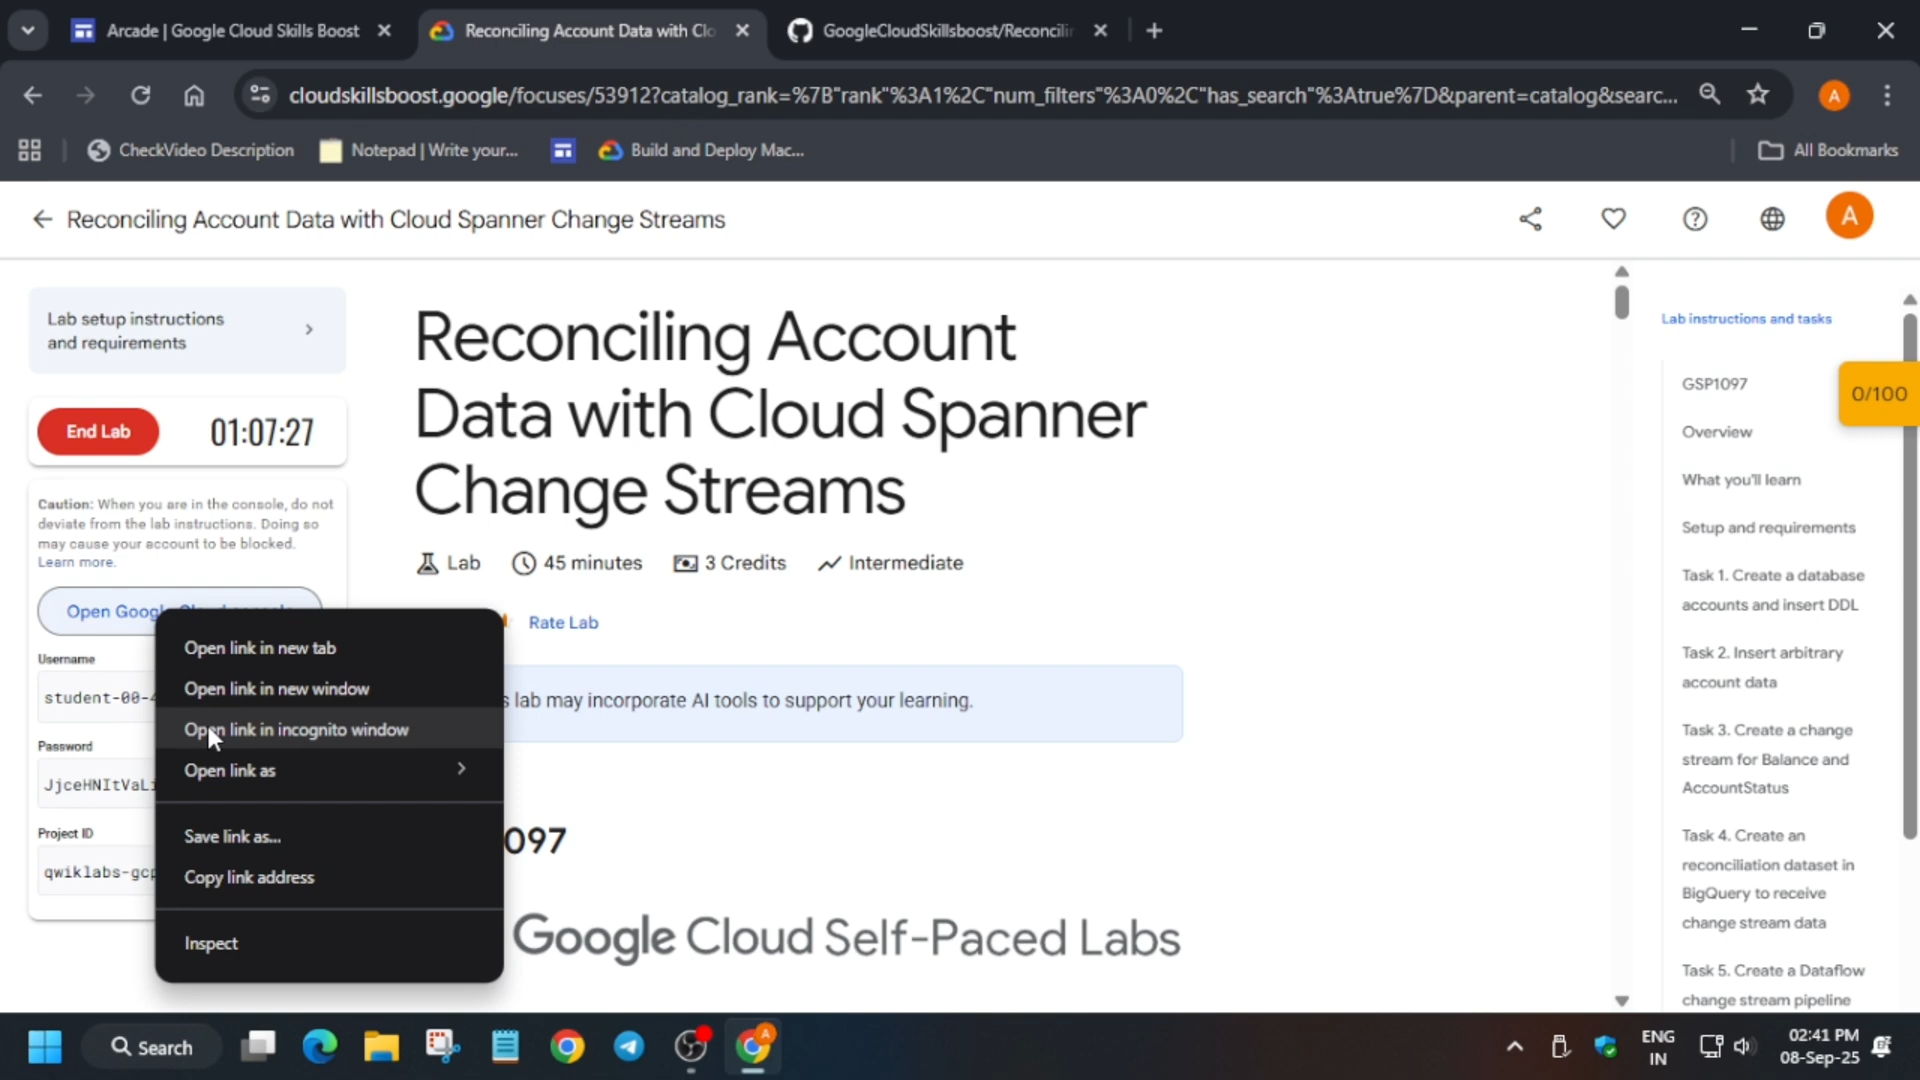 Arcade | Google Cloud Skills Boost
Reconciling Account Data with Clo
GoogleCloudSkillsboost/Reconcilin
cloudskillsboost.google/focuses/53912?catalog_rank=%7B"rank"%3A1%2C"num_filters"%3A0%2C"has_search"%3Atrue%7D&parent=catalog&searc...
A
CheckVideo Description
Notepad | Write your...
Build and Deploy Mac...
All Bookmarks
Reconciling Account Data with Cloud Spanner Change Streams
A
Lab setup instructions
and requirements
End Lab
01:07:27
Caution: When you are in the console, do not
deviate from the lab instructions. Doing so
may cause your account to be blocked.
Learn more.
Open Google Cloud console
Username
student-00-4
Password
JjceHNItVaLi
Project ID
qwiklabs-gcp
Open link in new tab
Open link in new window
Open link in incognito window
Open link as
Save link as...
Copy link address
Inspect
Reconciling Account
Data with Cloud Spanner
Change Streams
Lab
45 minutes
3 Credits
Intermediate
Rate Lab
s lab may incorporate AI tools to support your learning.
097
Google Cloud Self-Paced Labs
Lab instructions and tasks
GSP1097
0/100
Overview
What you'll learn
Setup and requirements
Task 1. Create a database
accounts and insert DDL
Task 2. Insert arbitrary
account data
Task 3. Create a change
stream for Balance and
AccountStatus
Task 4. Create an
reconciliation dataset in
BigQuery to receive
change stream data
Task 5. Create a Dataflow
change stream pipeline
Search
A
ENG
IN
02:41 PM
08-Sep-25